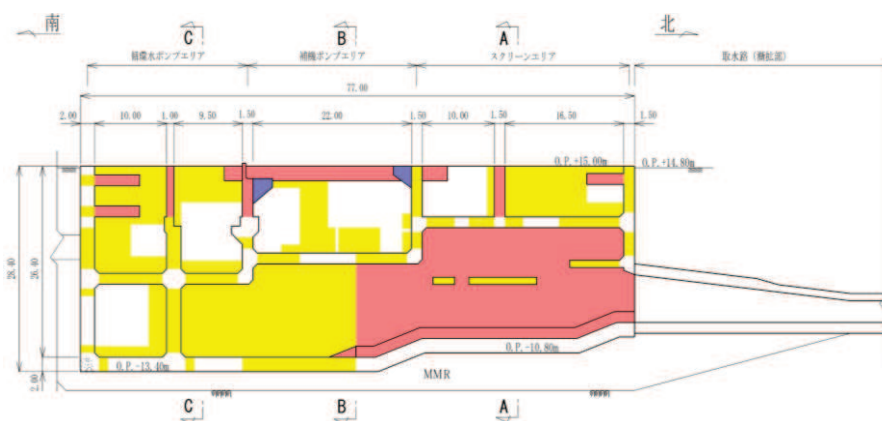 南
北
C
B
A
循環水ポンプエリア
補機ポンプエリア
スクリーンエリア
取水路（漸拡部）
77.00
2.00
10.00
1.00
9.50
1.50
22.00
1.50
10.00
1.50
16.50
1.50
O.P.+15.00m
O.P.+14.80m
28.40
26.40
2.00
O.P.-13.40m
O.P.-10.80m
MMR
C
B
A